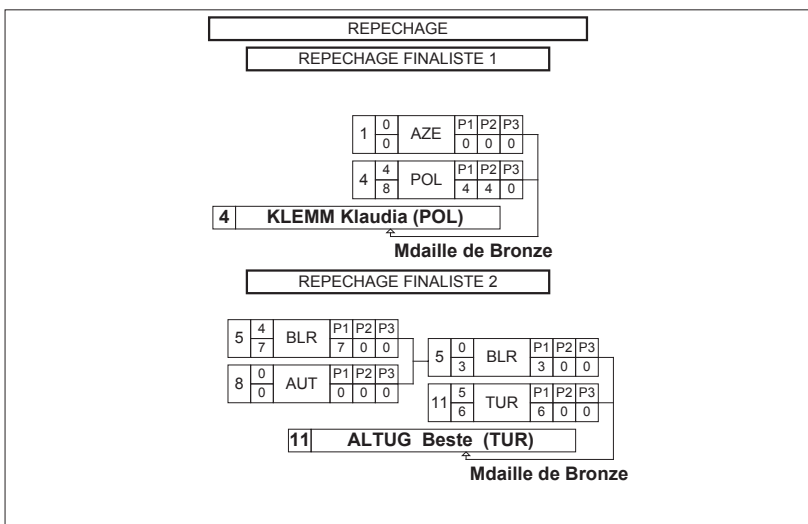 REPECHAGE
REPECHAGE FINALISTE 1
1 0 AZE P1 P2 P3
0 0 0 0
4 4 POL P1 P2 P3
8 4 4 0
4 KLEMM Klaudia (POL)
Mdaille de Bronze
REPECHAGE FINALISTE 2
5 4 BLR P1 P2 P3
7 7 0 0
8 0 AUT P1 P2 P3
0 0 0 0
5 0 BLR P1 P2 P3
3 3 0 0
11 5 TUR P1 P2 P3
6 6 0 0
11 ALTUG Beste (TUR)
Mdaille de Bronze